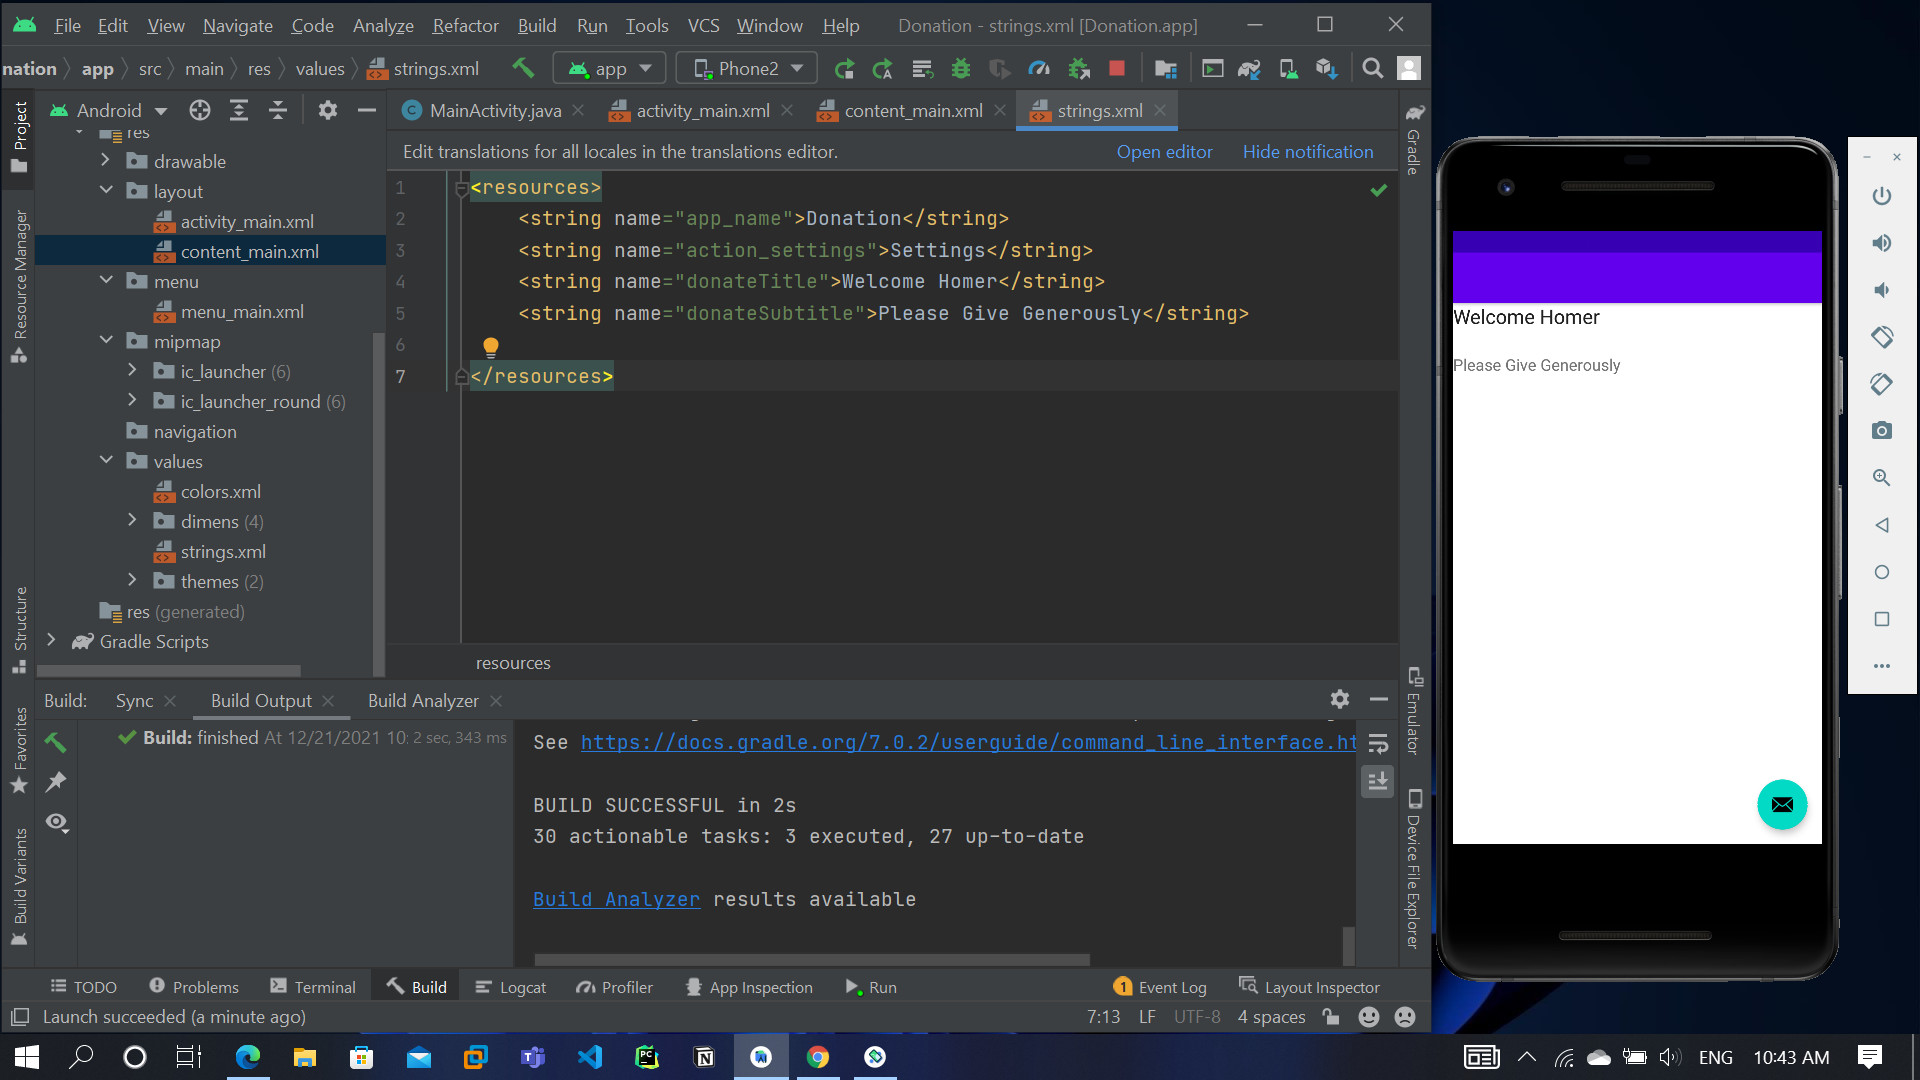 File Edit View Navigate Code Analyze Refactor Build Run Tools VCS Window Help Donation - strings.xml [Donation.app]
nation app src main res values strings.xml app Phone2
Project
Android
MainActivity.java activity_main.xml content_main.xml strings.xml
Gradle
Edit translations for all locales in the translations editor. Open editor Hide notification
res
drawable
layout
activity_main.xml
content_main.xml
menu
menu_main.xml
mipmap
ic_launcher (6)
ic_launcher_round (6)
navigation
values
colors.xml
dimens (4)
strings.xml
themes (2)
res (generated)
Gradle Scripts
Resource Manager
Structure
Favorites
Build Variants
1 <resources>
2 <string name="app_name">Donation</string>
3 <string name="action_settings">Settings</string>
4 <string name="donateTitle">Welcome Homer</string>
5 <string name="donateSubtitle">Please Give Generously</string>
6
7 </resources>
resources
Build: Sync Build Output Build Analyzer
Build: finished At 12/21/2021 10: 2 sec, 343 ms
See https://docs.gradle.org/7.0.2/userguide/command_line_interface.ht
BUILD SUCCESSFUL in 2s
30 actionable tasks: 3 executed, 27 up-to-date
Build Analyzer results available
Emulator
Device File Explorer
TODO Problems Terminal Build Logcat Profiler App Inspection Run 1 Event Log Layout Inspector
Launch succeeded (a minute ago) 7:13 LF UTF-8 4 spaces
Welcome Homer
Please Give Generously
ENG 10:43 AM